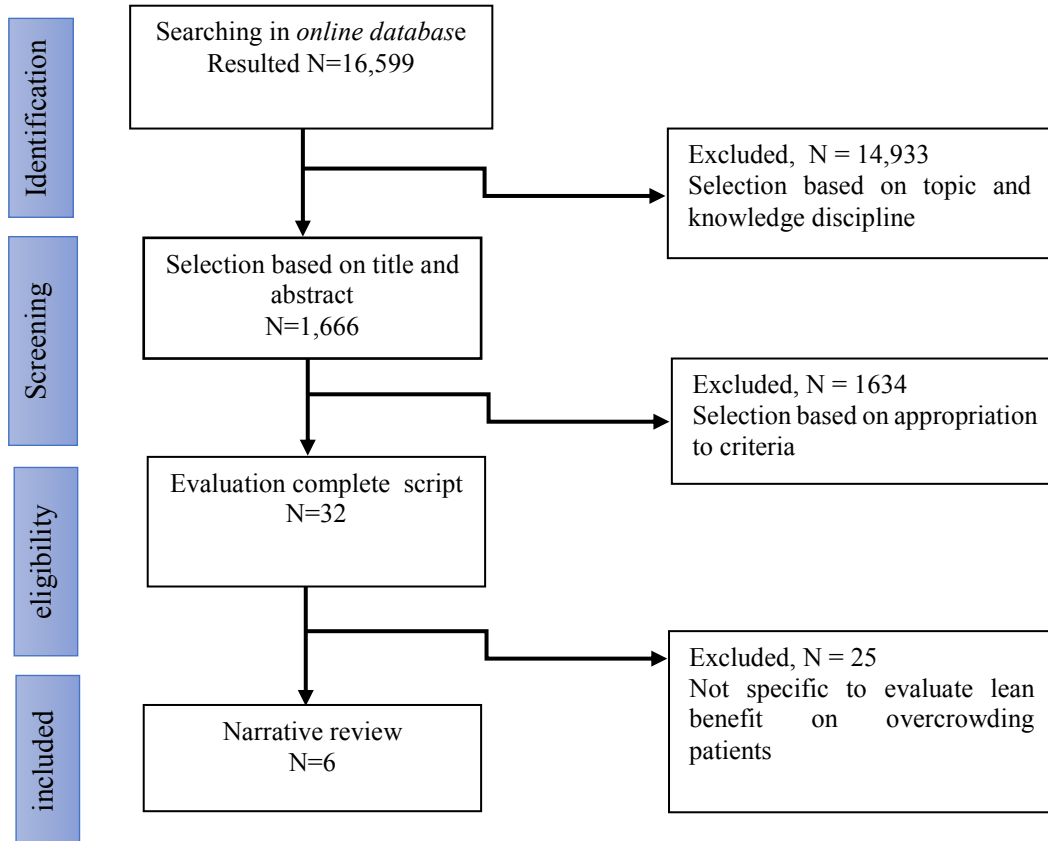 Identification
Searching in online database
Resulted N=16,599
Excluded, N = 14,933
Selection based on topic and
knowledge discipline
Screening
Selection based on title and
abstract
N=1,666
Excluded, N = 1634
Selection based on appropriation
to criteria
eligibility
Evaluation complete script
N=32
Excluded, N = 25
Not specific to evaluate lean
benefit on overcrowding
patients
included
Narrative review
N=6